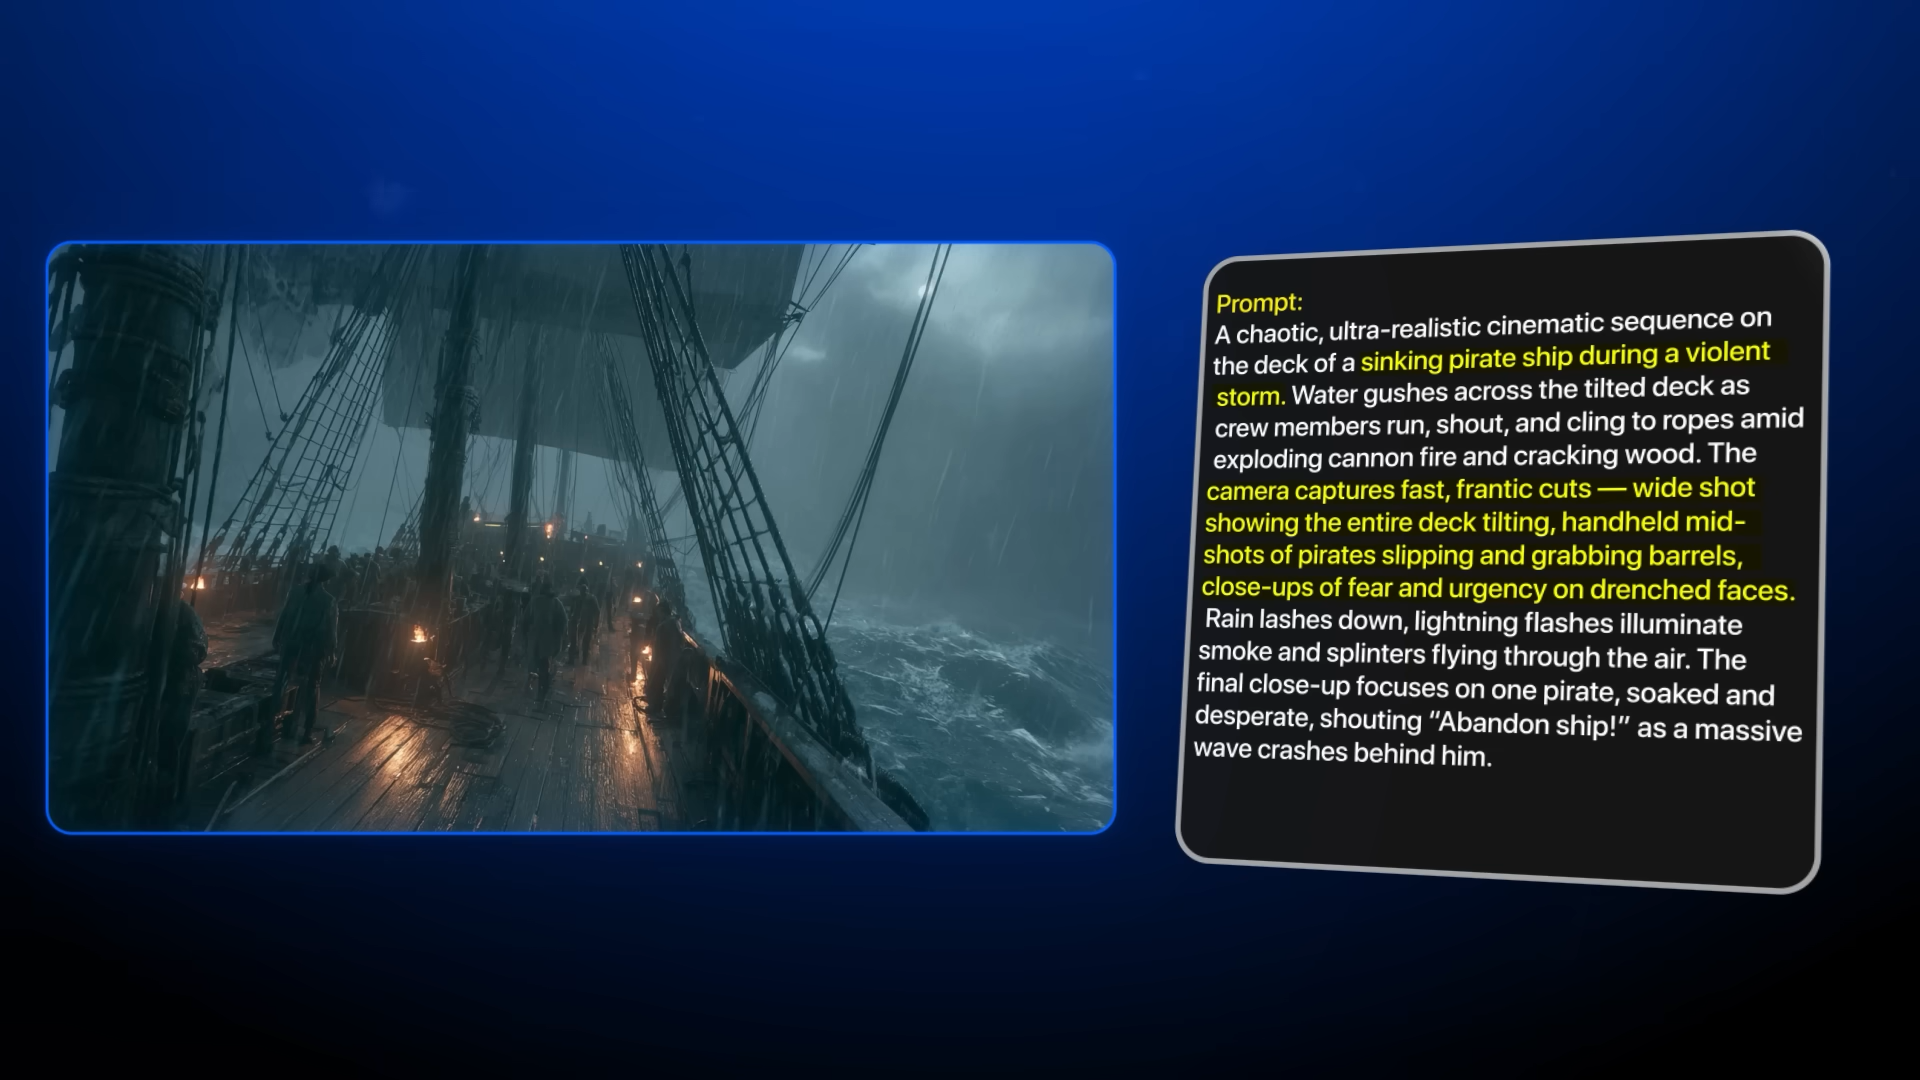 Prompt:
A chaotic, ultra-realistic cinematic sequence on
the deck of a sinking pirate ship during a violent
storm. Water gushes across the tilted deck as
crew members run, shout, and cling to ropes amid
exploding cannon fire and cracking wood. The
camera captures fast, frantic cuts — wide shot
showing the entire deck tilting, handheld mid-
shots of pirates slipping and grabbing barrels,
close-ups of fear and urgency on drenched faces.
Rain lashes down, lightning flashes illuminate
smoke and splinters flying through the air. The
final close-up focuses on one pirate, soaked and
desperate, shouting “Abandon ship!” as a massive
wave crashes behind him.